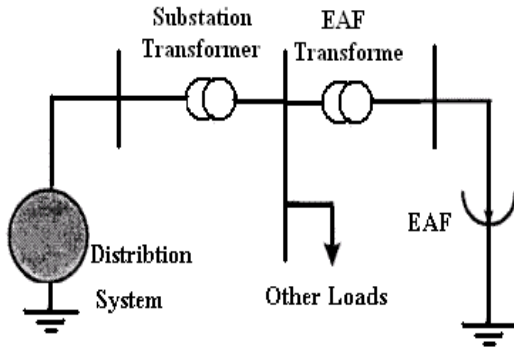 Substation
Transformer
EAF
Transforme
EAF
Distribtion
System
Other Loads